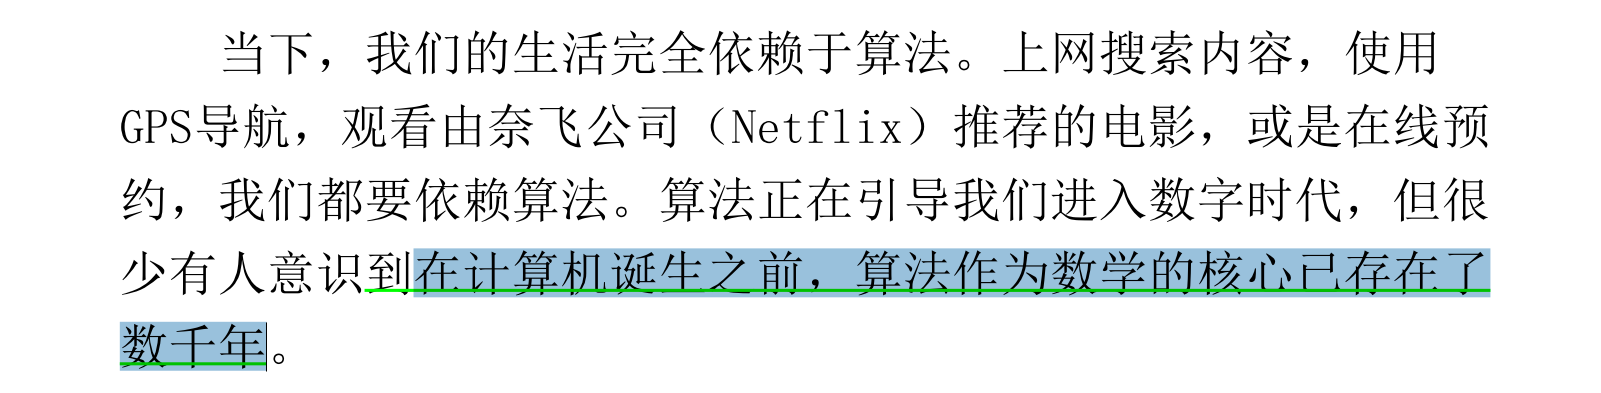 当下，我们的生活完全依赖于算法。上网搜索内容，使用
GPS导航，观看由奈飞公司（Netflix）推荐的电影，或是在线预
约，我们都要依赖算法。算法正在引导我们进入数字时代，但很
少有人意识到在计算机诞生之前，算法作为数学的核心已存在了
数千年。